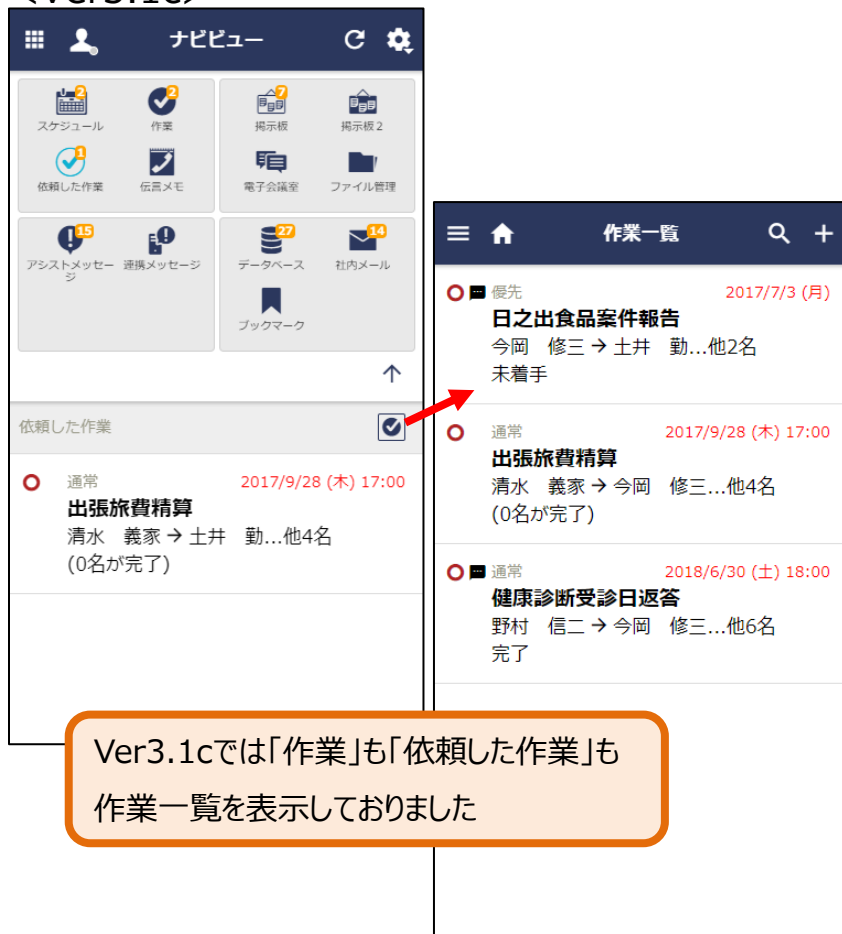 <Ver3.1c>
ナビビュー
2
2
7
スケジュール
作業
掲示板
掲示板2
1
依頼した作業
伝言メモ
電子会議室
ファイル管理
15
27
14
アシストメッセー
ジ
連携メッセージ
データベース
社内メール
ブックマーク
依頼した作業
通常 2017/9/28 (木) 17:00
出張旅費精算
清水 義家→土井 勤...他4名
(0名が完了)
作業一覧
優先 2017/7/3 (月)
日之出食品案件報告
今岡 修三→土井 勤...他2名
未着手
通常 2017/9/28 (木) 17:00
出張旅費精算
清水 義家→今岡 修三...他4名
(0名が完了)
通常 2018/6/30 (土) 18:00
健康診断受診日返答
野村 信二→今岡 修三...他6名
完了
Ver3.1cでは「作業」も「依頼した作業」も
作業一覧を表示しておりました